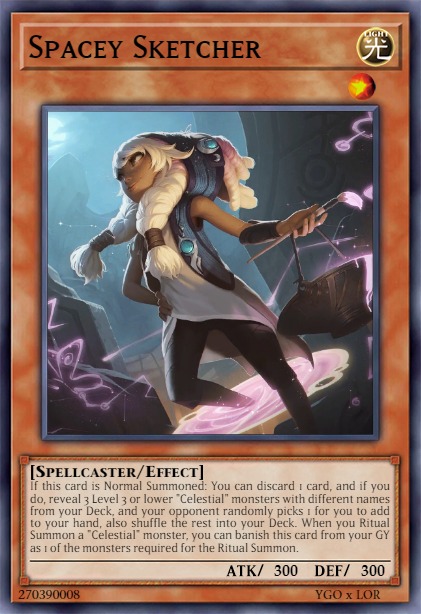 Spacey Sketcher
LIGHT
光
[Spellcaster/Effect]
If this card is Normal Summoned: You can discard 1 card, and if you
do, reveal 3 Level 3 or lower "Celestial" monsters with different names
from your Deck, and your opponent randomly picks 1 for you to add
to your hand, also shuffle the rest into your Deck. When you Ritual
Summon a "Celestial" monster, you can banish this card from your GY
as 1 of the monsters required for the Ritual Summon.
ATK/ 300 DEF/ 300
270390008 YGO x LOR